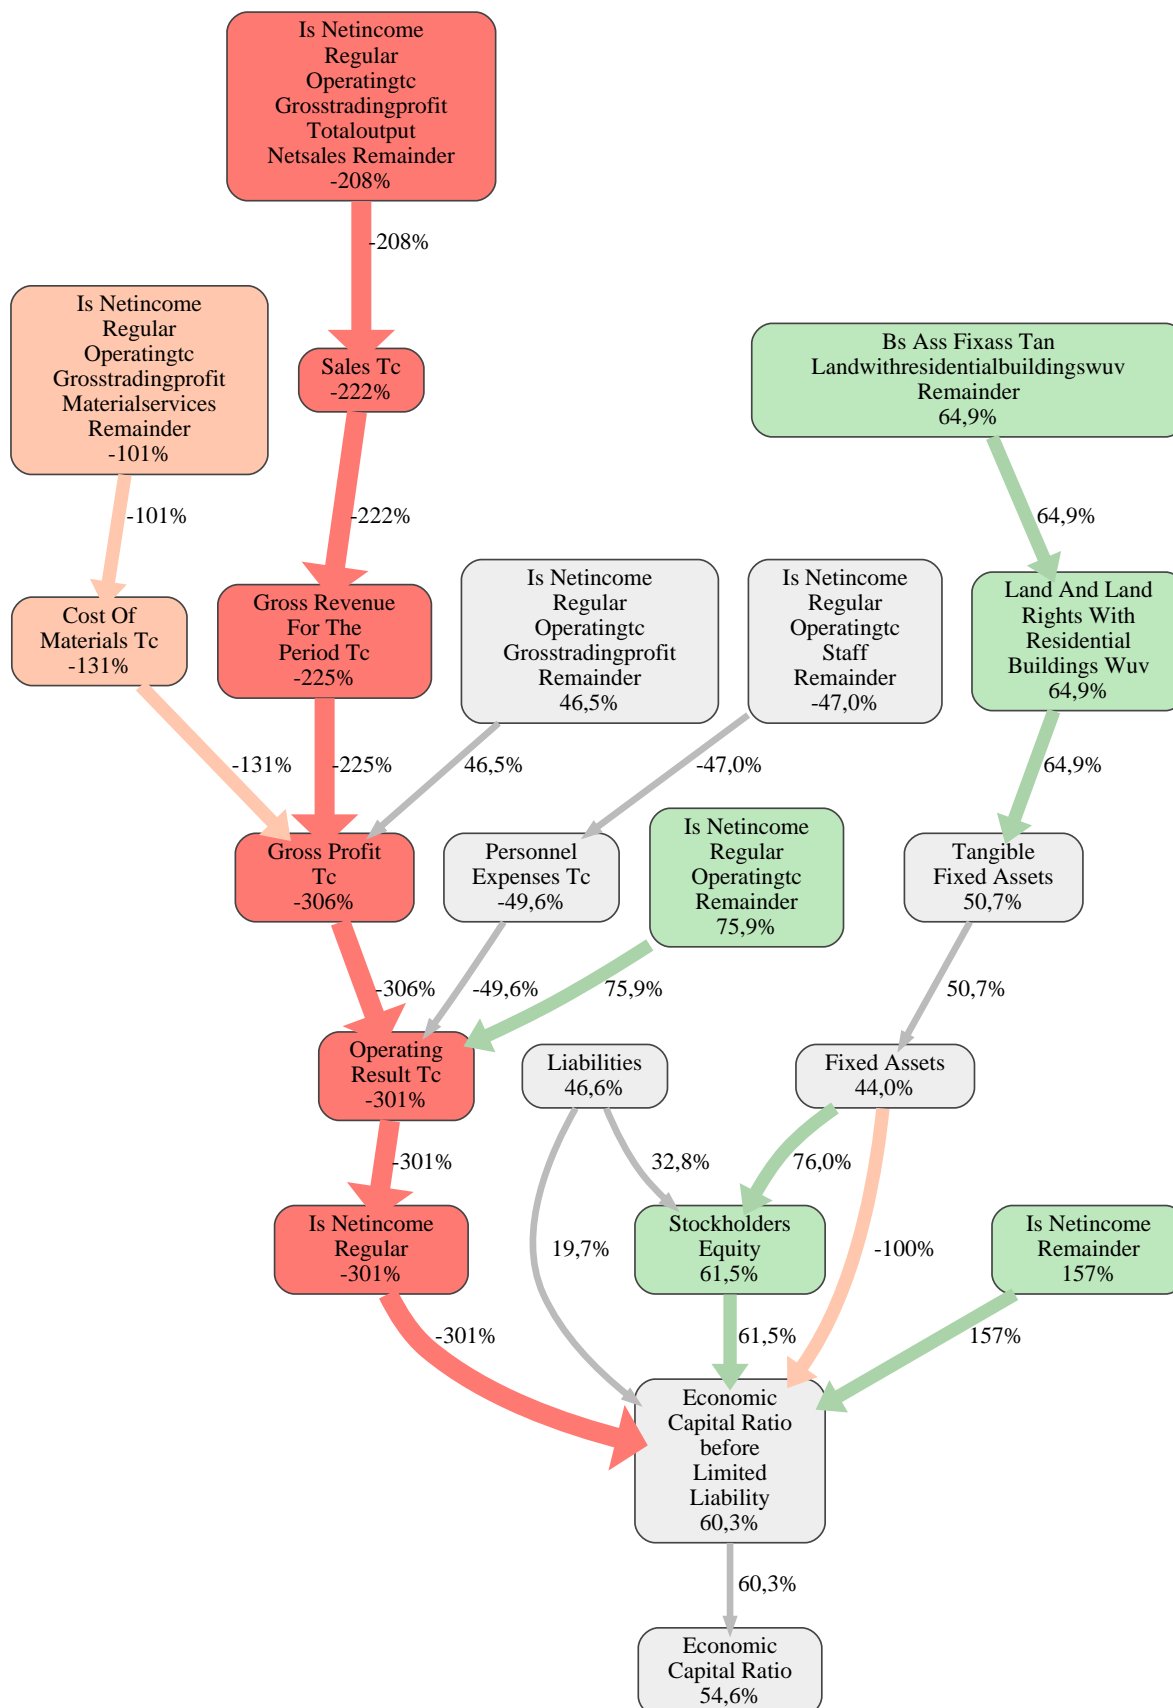 Is Netincome
Regular
Operatingtc
Grosstradingprofit
Totaloutput
Netsales Remainder
-208%
-208%
Is Netincome
Regular
Operatingtc
Grosstradingprofit
Materialservices
Remainder
-101%
Sales Tc
-222%
Bs Ass Fixass Tan
Landwithresidentialbuildingswuv
Remainder
64,9%
-101%
-222%
64,9%
Cost Of
Materials Tc
-131%
Gross Revenue
For The
Period Tc
-225%
Is Netincome
Regular
Operatingtc
Grosstradingprofit
Remainder
46,5%
Is Netincome
Regular
Operatingtc
Staff
Remainder
-47,0%
Land And Land
Rights With
Residential
Buildings Wuv
64,9%
-131%
-225%
46,5%
-47,0%
64,9%
Gross Profit
Tc
-306%
Personnel
Expenses Tc
-49,6%
Is Netincome
Regular
Operatingtc
Remainder
75,9%
Tangible
Fixed Assets
50,7%
-306%
-49,6%
75,9%
50,7%
Operating
Result Tc
-301%
Liabilities
46,6%
Fixed Assets
44,0%
-301%
32,8%
76,0%
Is Netincome
Regular
-301%
19,7%
Stockholders
Equity
61,5%
-100%
Is Netincome
Remainder
157%
-301%
61,5%
157%
Economic
Capital Ratio
before
Limited
Liability
60,3%
60,3%
Economic
Capital Ratio
54,6%